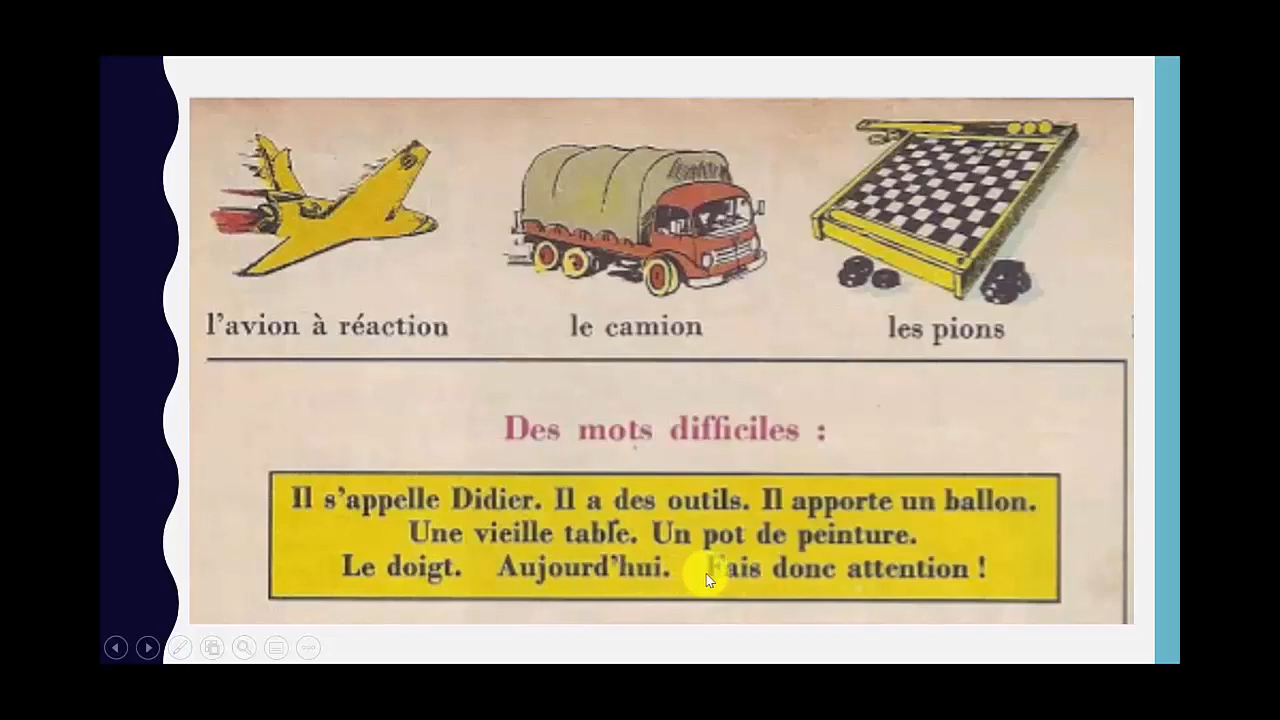 l'avion à réaction
le camion
les pions
Des mots difficiles :
Il s'appelle Didier. Il a des outils. Il apporte un ballon.
Une vieille table. Un pot de peinture.
Le doigt. Aujourd'hui. Fais donc attention !